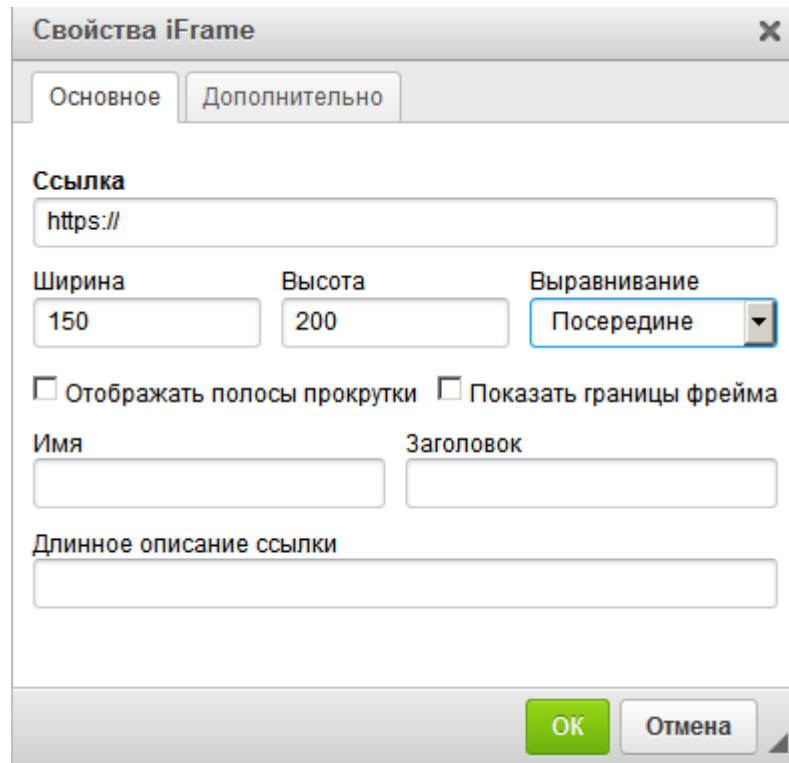 Свойства iFrame
Основное Дополнительно
Ссылка
https://
Ширина Высота Выравнивание
150 200 Посередине
Отображать полосы прокрутки Показать границы фрейма
Имя Заголовок
Длинное описание ссылки
ОК Отмена